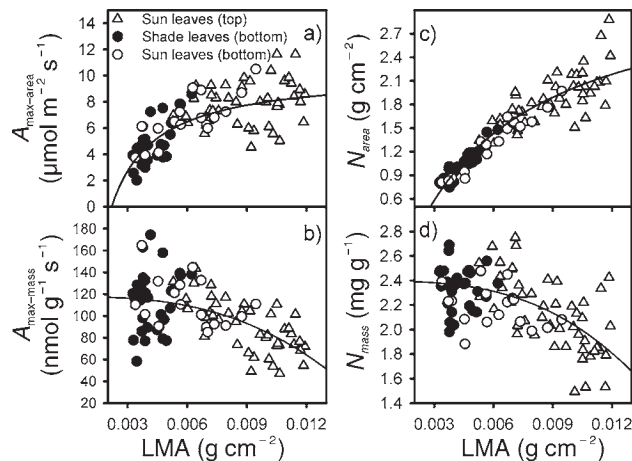 △ Sun leaves (top)
● Shade leaves (bottom)
○ Sun leaves (bottom)
a)
A max–area
(μmol m⁻² s⁻¹)
14
12
10
8
6
4
2
0
c)
N area
(g cm⁻²)
2.7
2.4
2.1
1.8
1.5
1.2
0.9
0.6
b)
A max–mass
(nmol g⁻¹ s⁻¹)
180
160
140
120
100
80
60
40
20
0.003 0.006 0.009 0.012
LMA (g cm⁻²)
d)
N mass
(mg g⁻¹)
2.8
2.6
2.4
2.2
2.0
1.8
1.6
1.4
0.003 0.006 0.009 0.012
LMA (g cm⁻²)